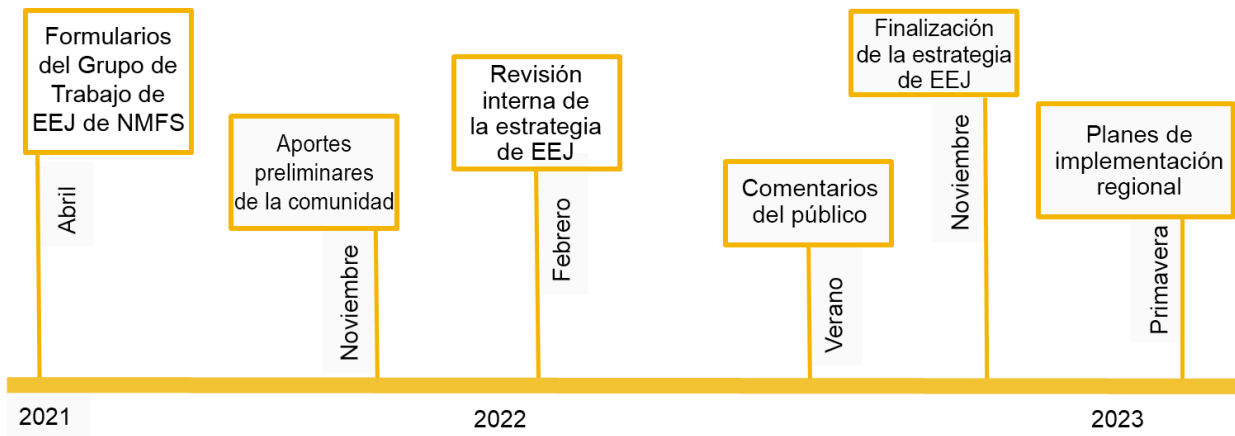 Formularios
del Grupo de
Trabajo de
EEJ de NMFS
Abril
Aportes
preliminares
de la comunidad
Noviembre
Revisión
interna de
la estrategia
de EEJ
Febrero
Comentarios
del público
Verano
Finalización
de la estrategia
de EEJ
Noviembre
Planes de
implementación
regional
Primavera
2021
2022
2023